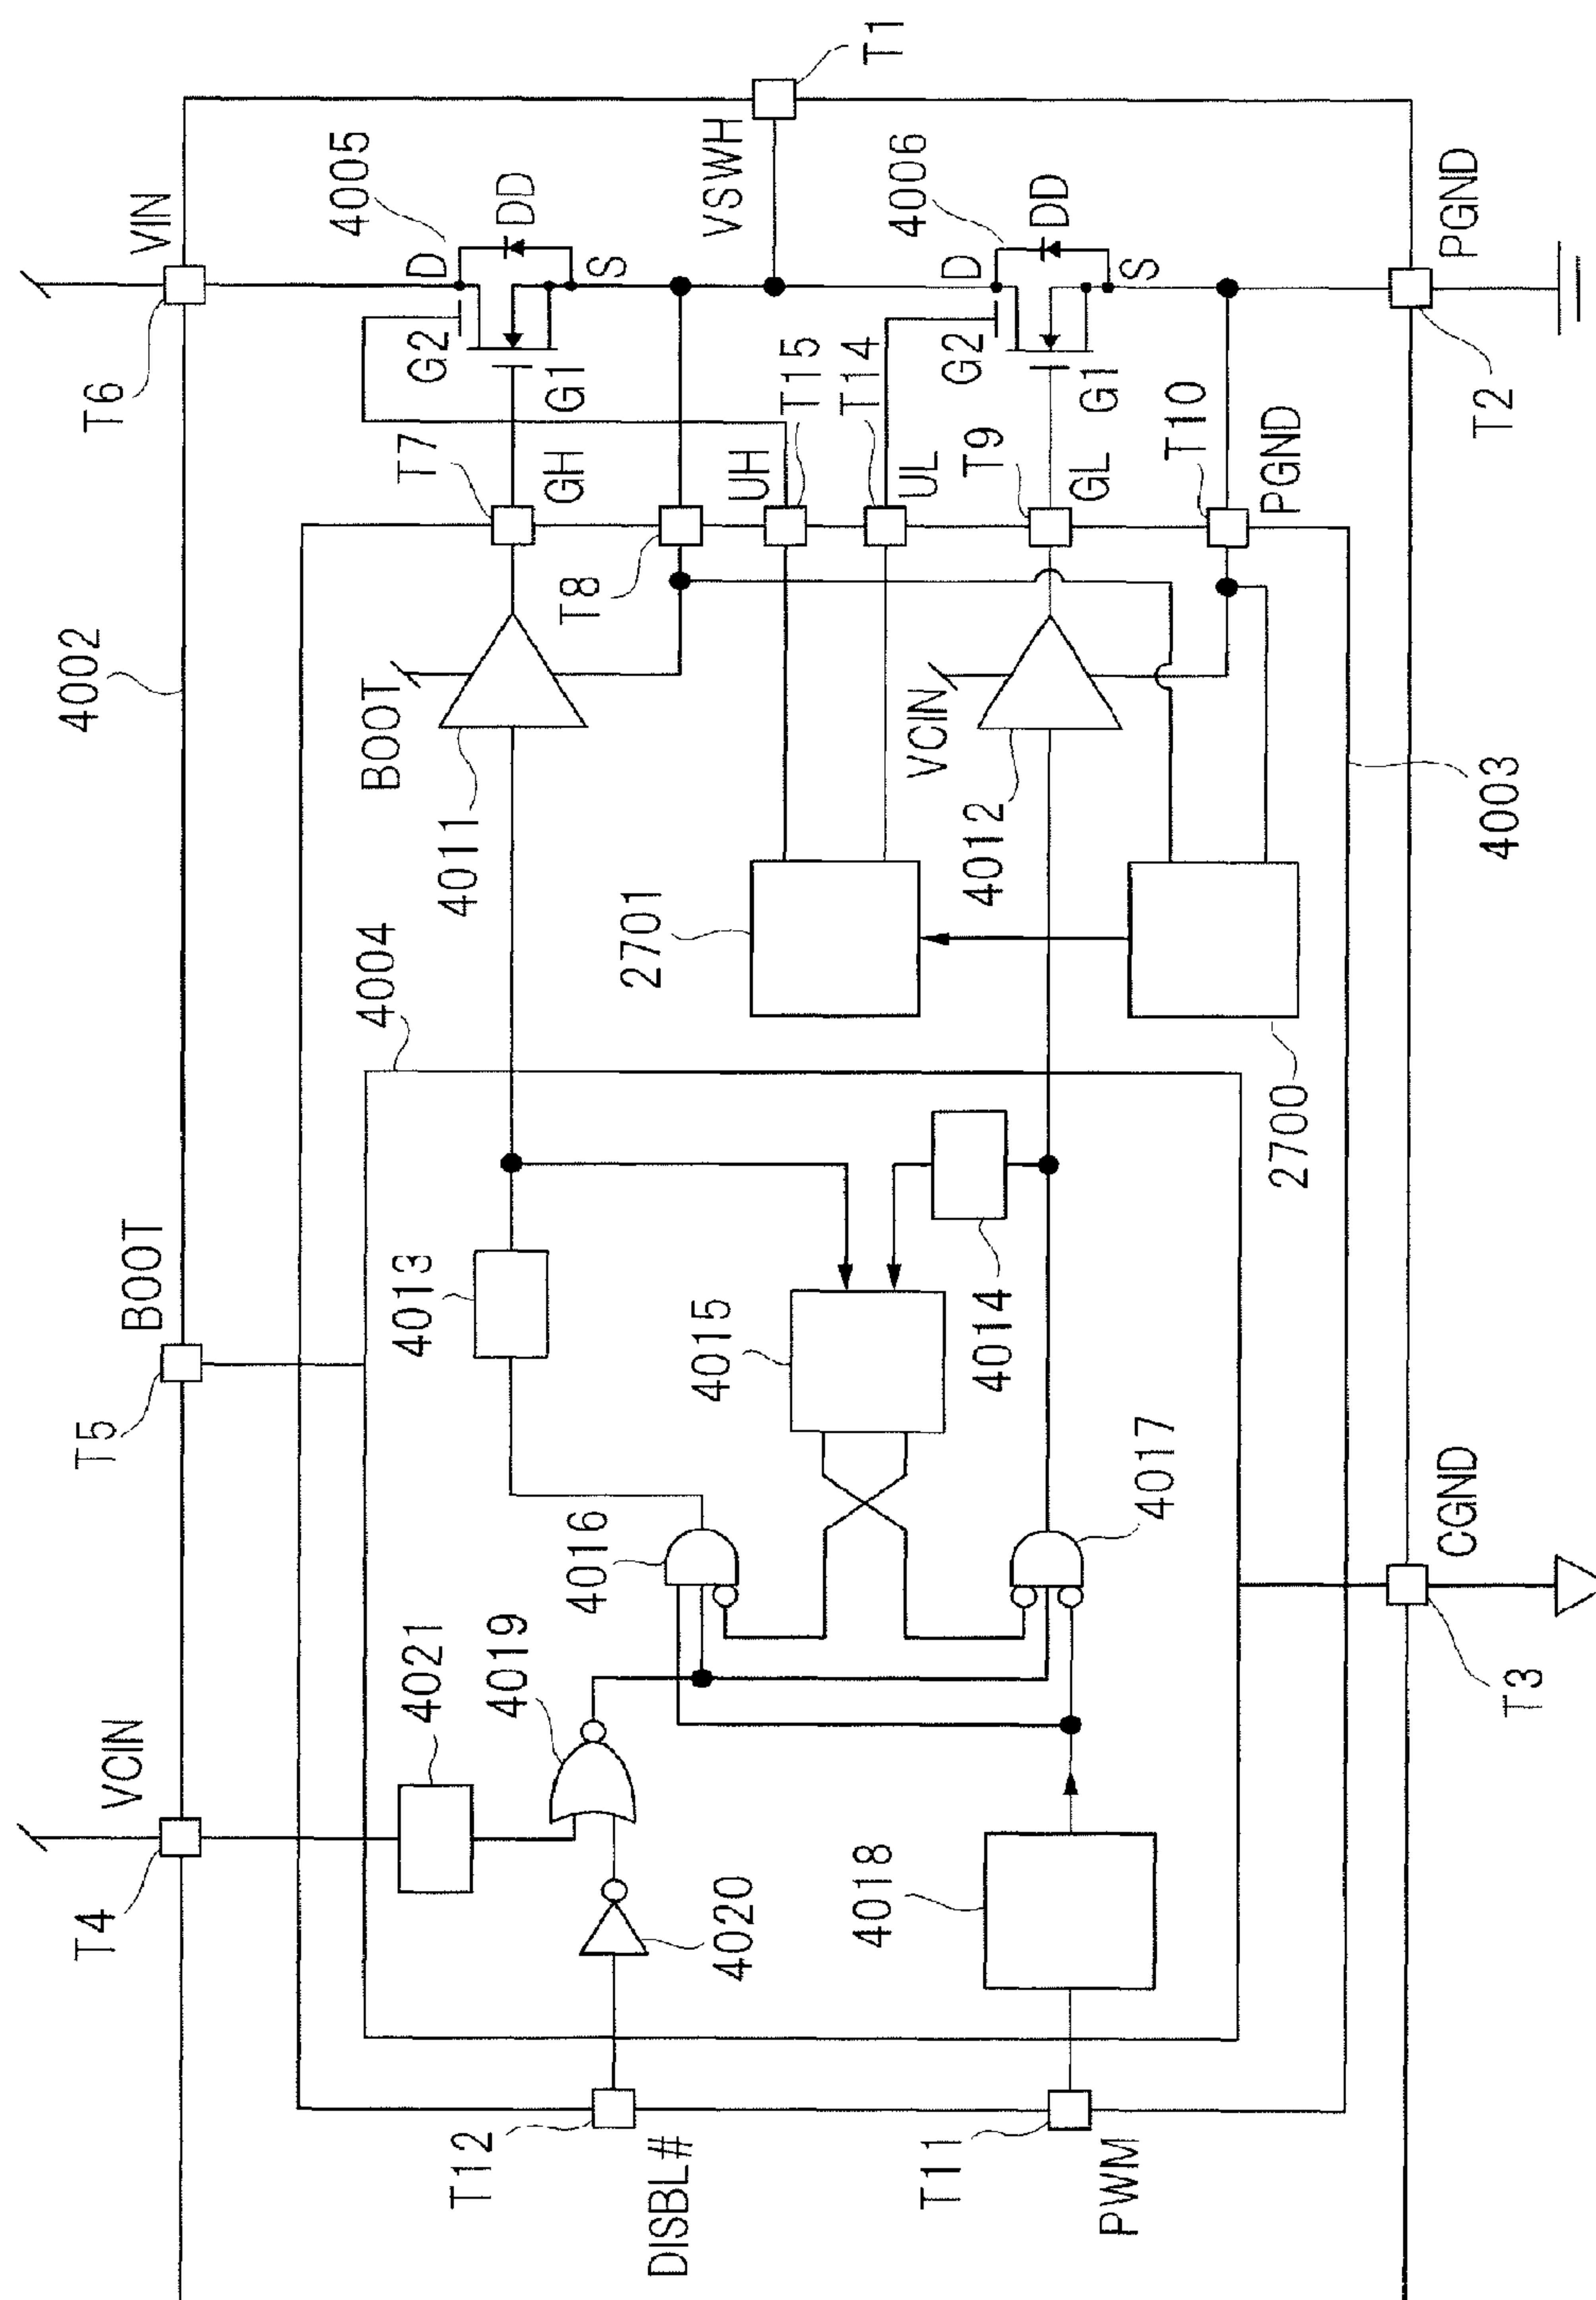 4002
T4
VCIN
T5
BOOT
T6
VIN
4004
4021
4019
4020
T12
DISBL#
4016
4013
4015
4014
4017
4018
T11
PWM
BOOT
4011
2701
VCIN
4012
2700
4003
T7
GH
T8
UH
T15
UL
T14
T9
GL
T10
PGND
4005
D
DD
G2
G1
S
VSWH
T1
4006
D
DD
G2
G1
S
T3
CGND
T2
PGND